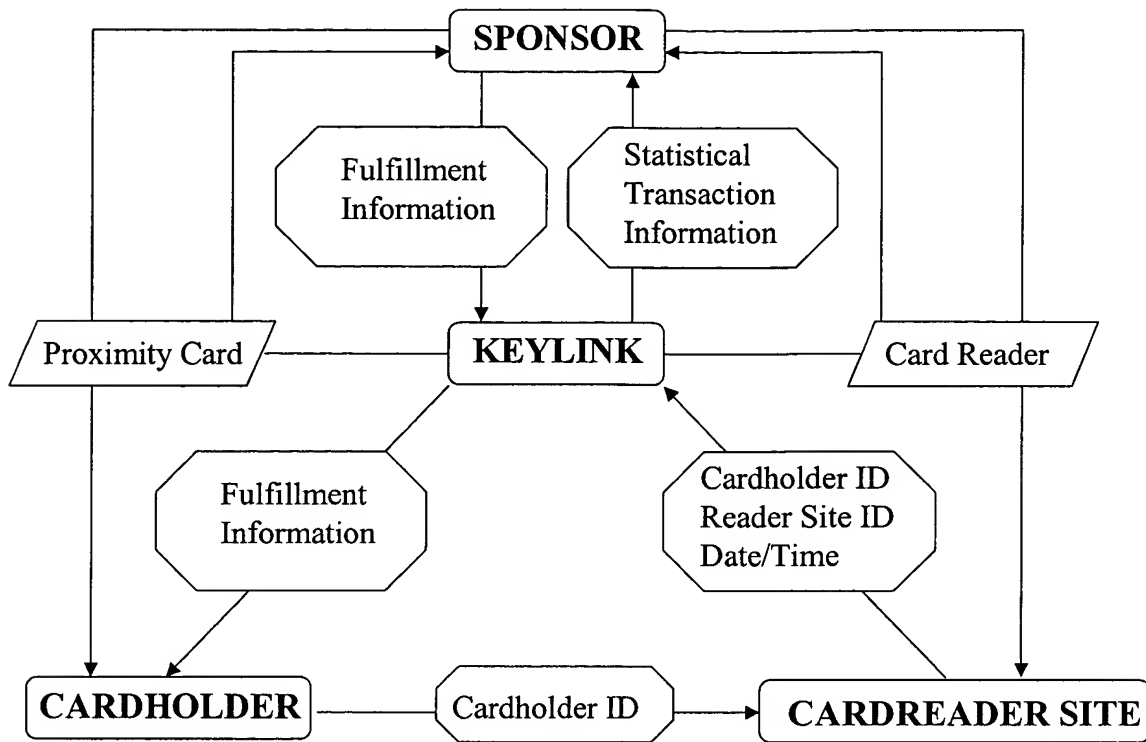 SPONSOR
Fulfillment
Information
Statistical
Transaction
Information
Proximity Card
KEYLINK
Card Reader
Fulfillment
Information
Cardholder ID
Reader Site ID
Date/Time
CARDHOLDER
Cardholder ID
CARDREADER SITE